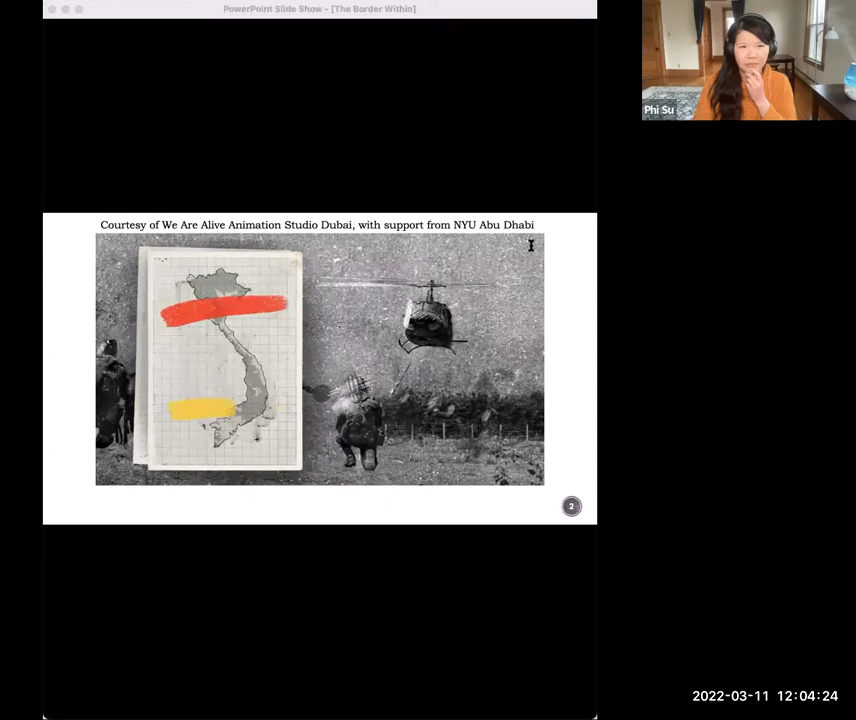 PowerPoint Slide Show - [The Border Within]
Phi Su
Courtesy of We Are Alive Animation Studio Dubai, with support from NYU Abu Dhabi
2
2022-03-11 12:04:24